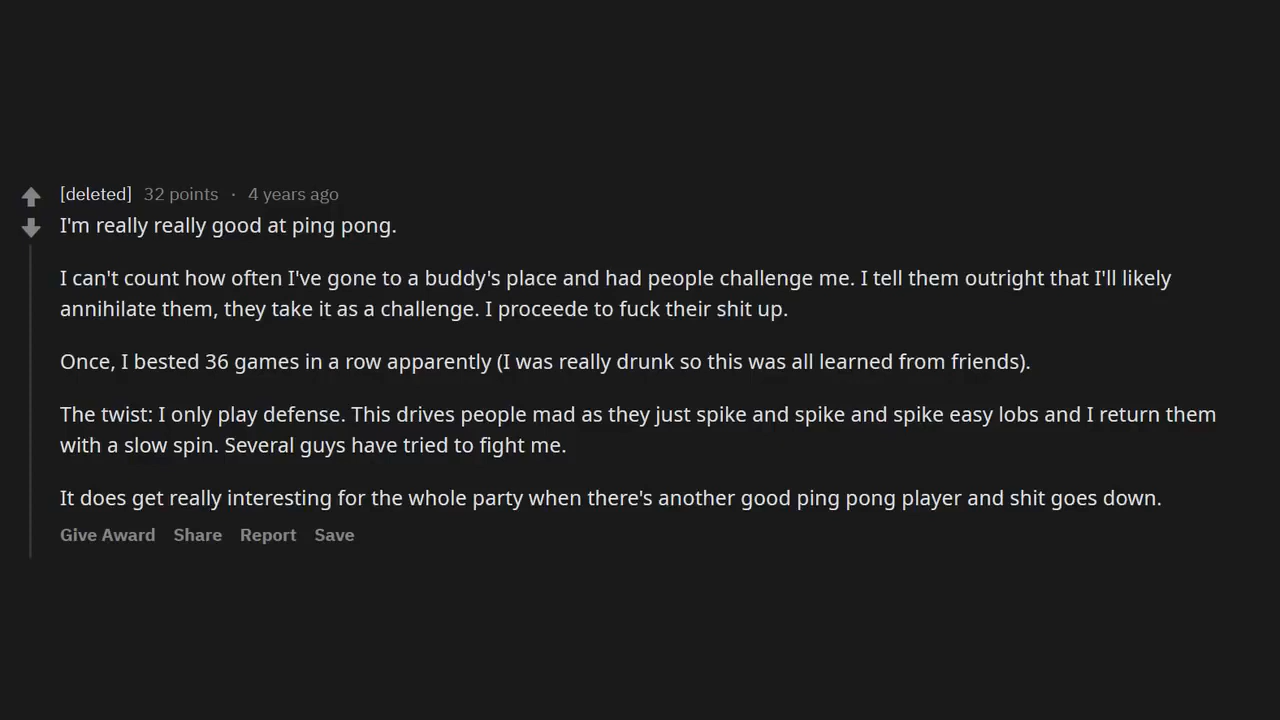 [deleted] 32 points · 4 years ago
I'm really really good at ping pong.
I can't count how often I've gone to a buddy's place and had people challenge me. I tell them outright that I'll likely
annihilate them, they take it as a challenge. I proceede to fuck their shit up.
Once, I bested 36 games in a row apparently (I was really drunk so this was all learned from friends).
The twist: I only play defense. This drives people mad as they just spike and spike and spike easy lobs and I return them
with a slow spin. Several guys have tried to fight me.
It does get really interesting for the whole party when there's another good ping pong player and shit goes down.
Give Award Share Report Save